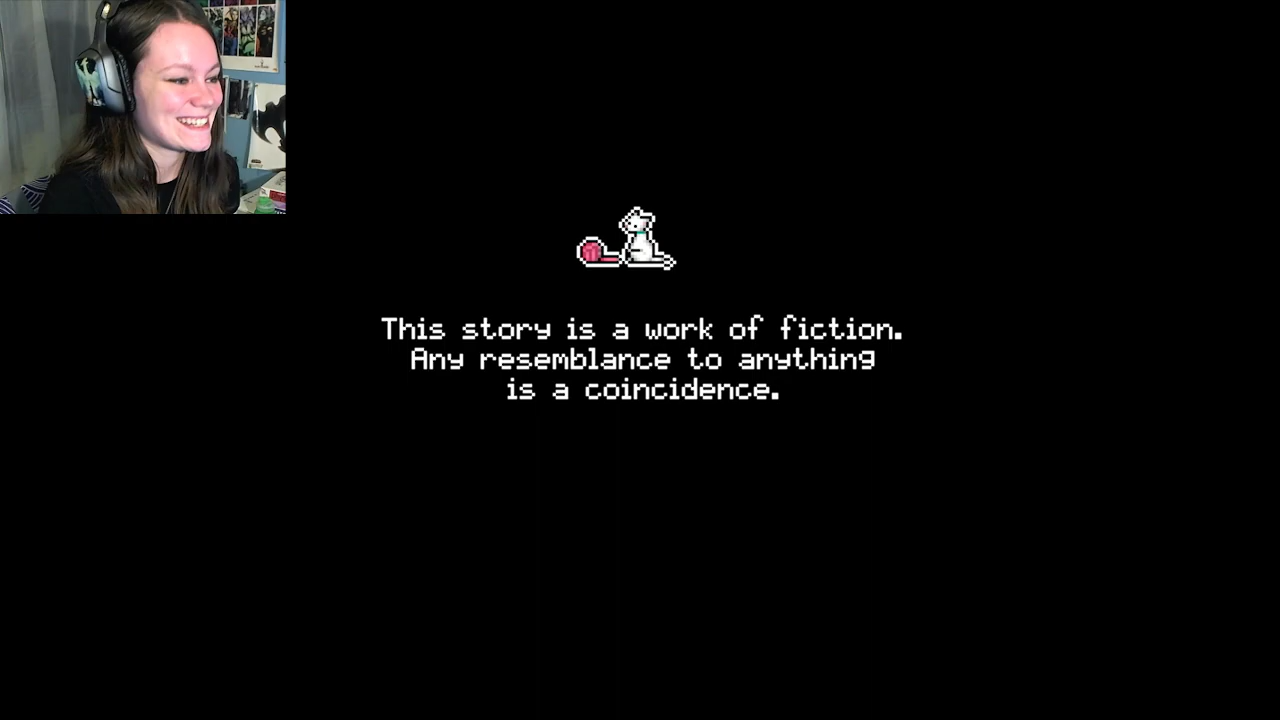 This story is a work of fiction.
Any resemblance to anything
is a coincidence.